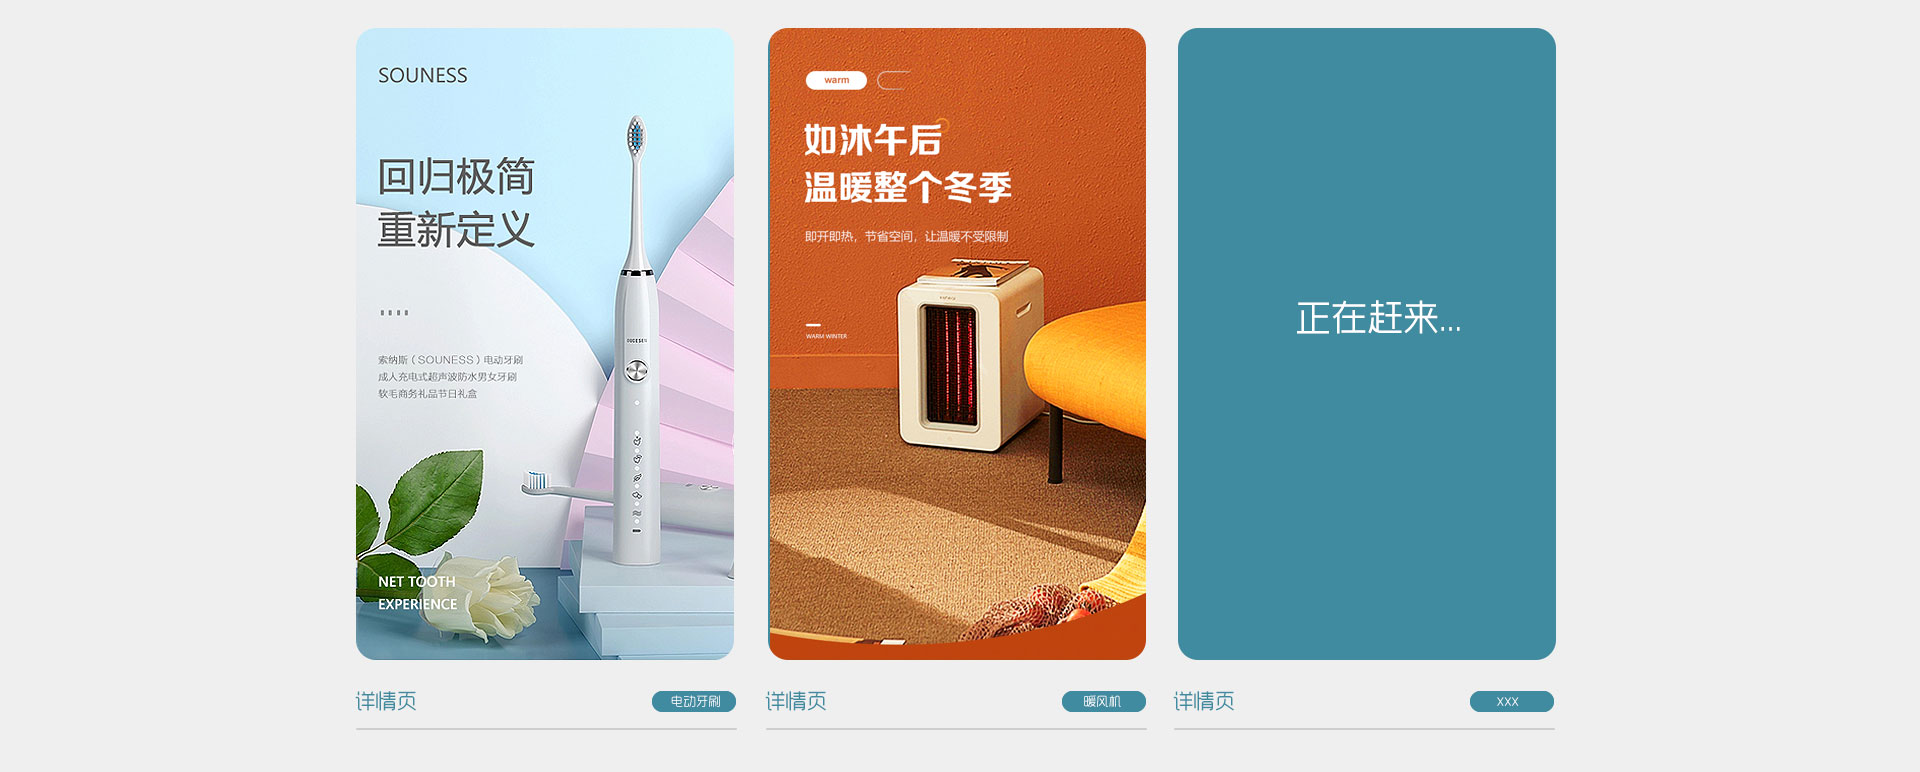 SOUNESS
回归极简
重新定义
索纳斯（SOUNESS）电动牙刷
成人充电式超声波防水男女牙刷
软毛商务礼品节日礼盒
NET TOOTH
EXPERIENCE
详情页
电动牙刷
warm
如沐午后
温暖整个冬季
即开即热，节省空间，让温暖不受限制
WARM WINTER
详情页
暖风机
正在赶来...
详情页
XXX